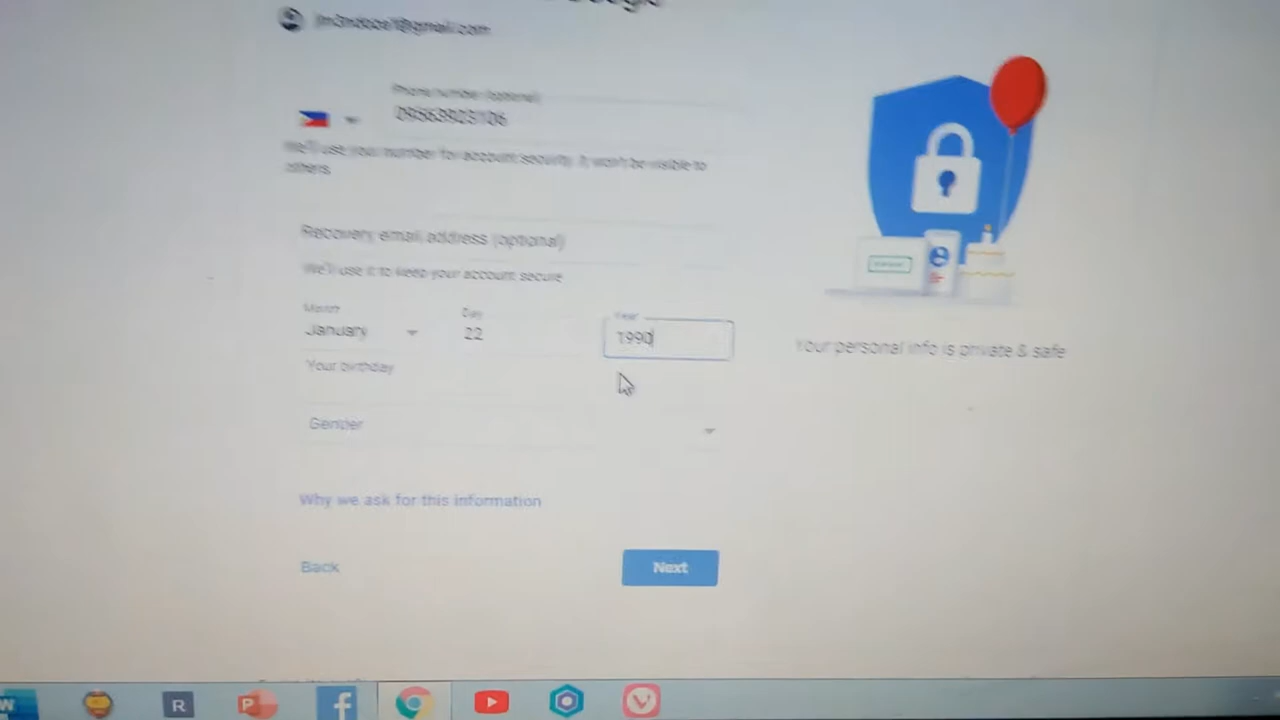 Phone number (optional)
We'll use your number for account security. It won't be visible to
others.
Recovery email address (optional)
We'll use it to keep your account secure
Month
Day
Year
January
22
1990
Your birthday
Gender
Your personal info is private & safe
Why we ask for this information
Back
Next
W
R
P
f